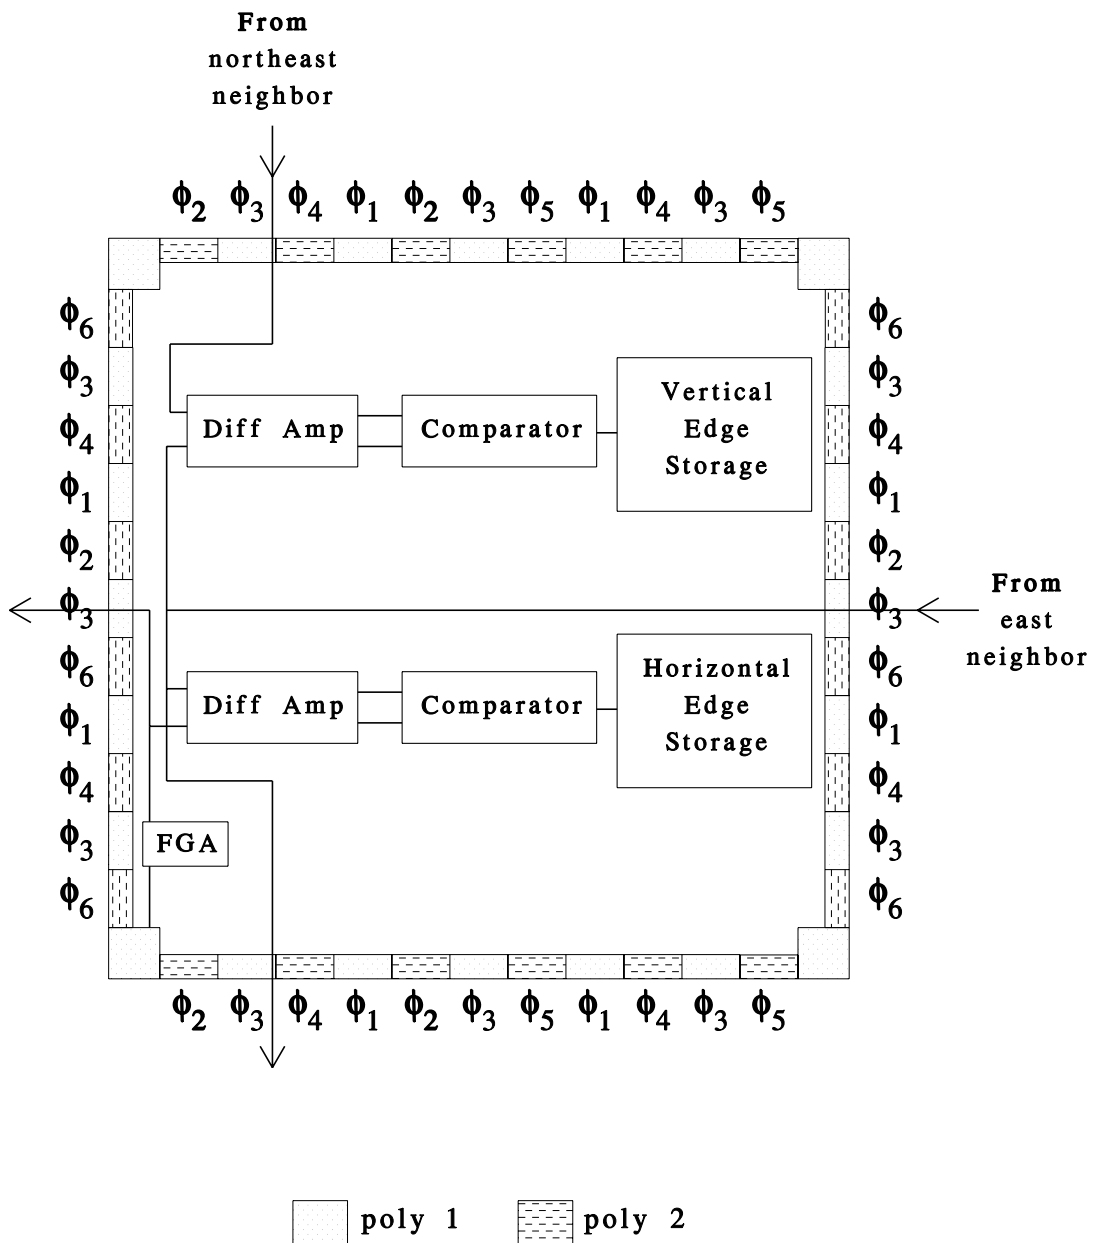 From
northeast
neighbor
ϕ2 ϕ3 ϕ4 ϕ1 ϕ2 ϕ3 ϕ5 ϕ1 ϕ4 ϕ3 ϕ5
ϕ6 ϕ6
ϕ3 ϕ3
Vertical
ϕ4 Diff Amp Comparator Edge ϕ4
Storage
ϕ1 ϕ1
ϕ2 ϕ2
From
ϕ3 ϕ3 east
neighbor
ϕ6 ϕ6
Horizontal
ϕ1 Diff Amp Comparator Edge ϕ1
Storage
ϕ4 ϕ4
ϕ3 FGA ϕ3
ϕ6 ϕ6
ϕ2 ϕ3 ϕ4 ϕ1 ϕ2 ϕ3 ϕ5 ϕ1 ϕ4 ϕ3 ϕ5
poly 1 poly 2